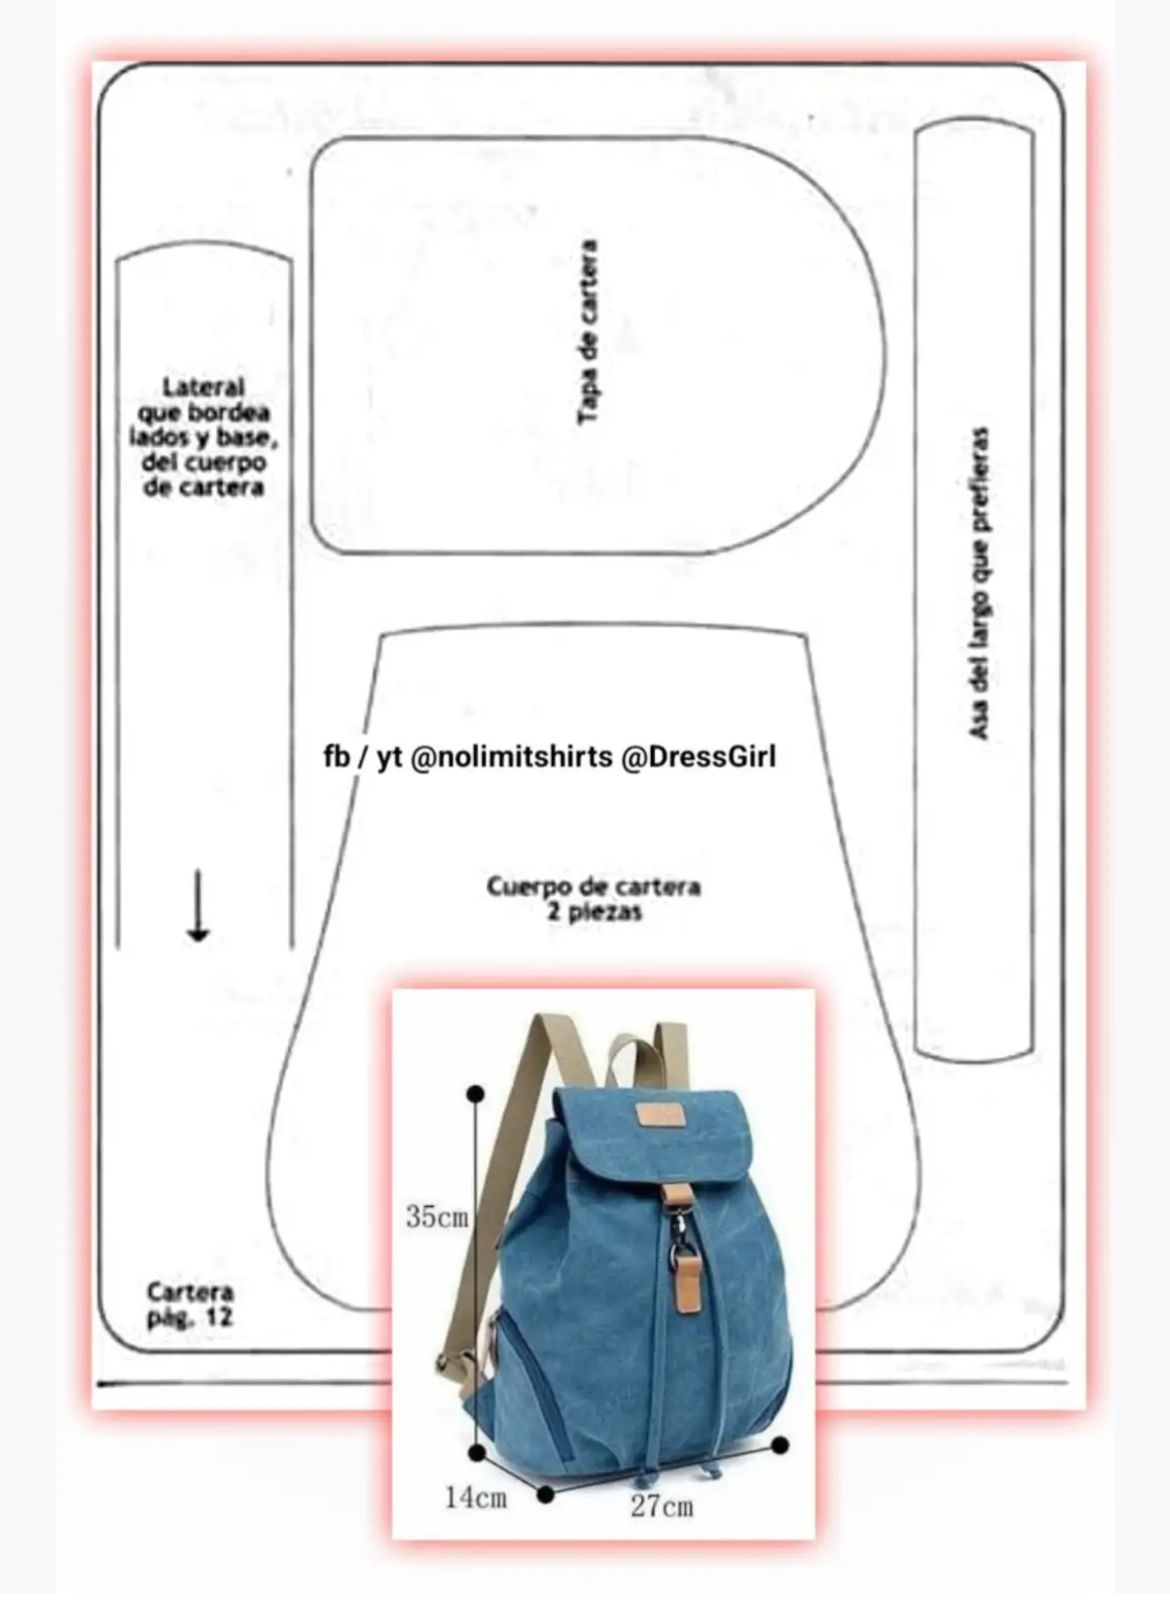 Tapa de cartera
Lateral
que bordea
lados y base,
del cuerpo
de cartera
Asa del largo que prefieras
fb / yt @nolimitshirts @DressGirl
Cuerpo de cartera
2 piezas
35cm
14cm
27cm
Cartera
pág. 12